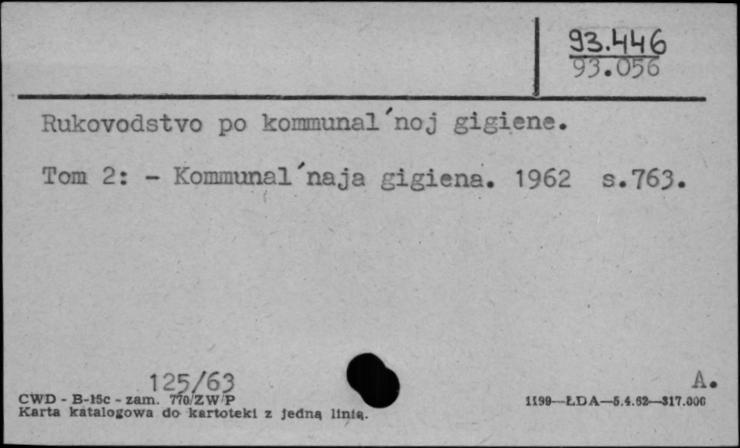 93.446
93.056
Rukovodstvo po kommunal'noj gigiene.
Tom 2: - Kommunal'naja gigiena. 1962 s.763.
125/63
A.
CWD - B-15c - zam. 770/ZW/P
1199—ŁDA—5.4.62—317.000
Karta katalogowa do kartoteki z jedną linią.